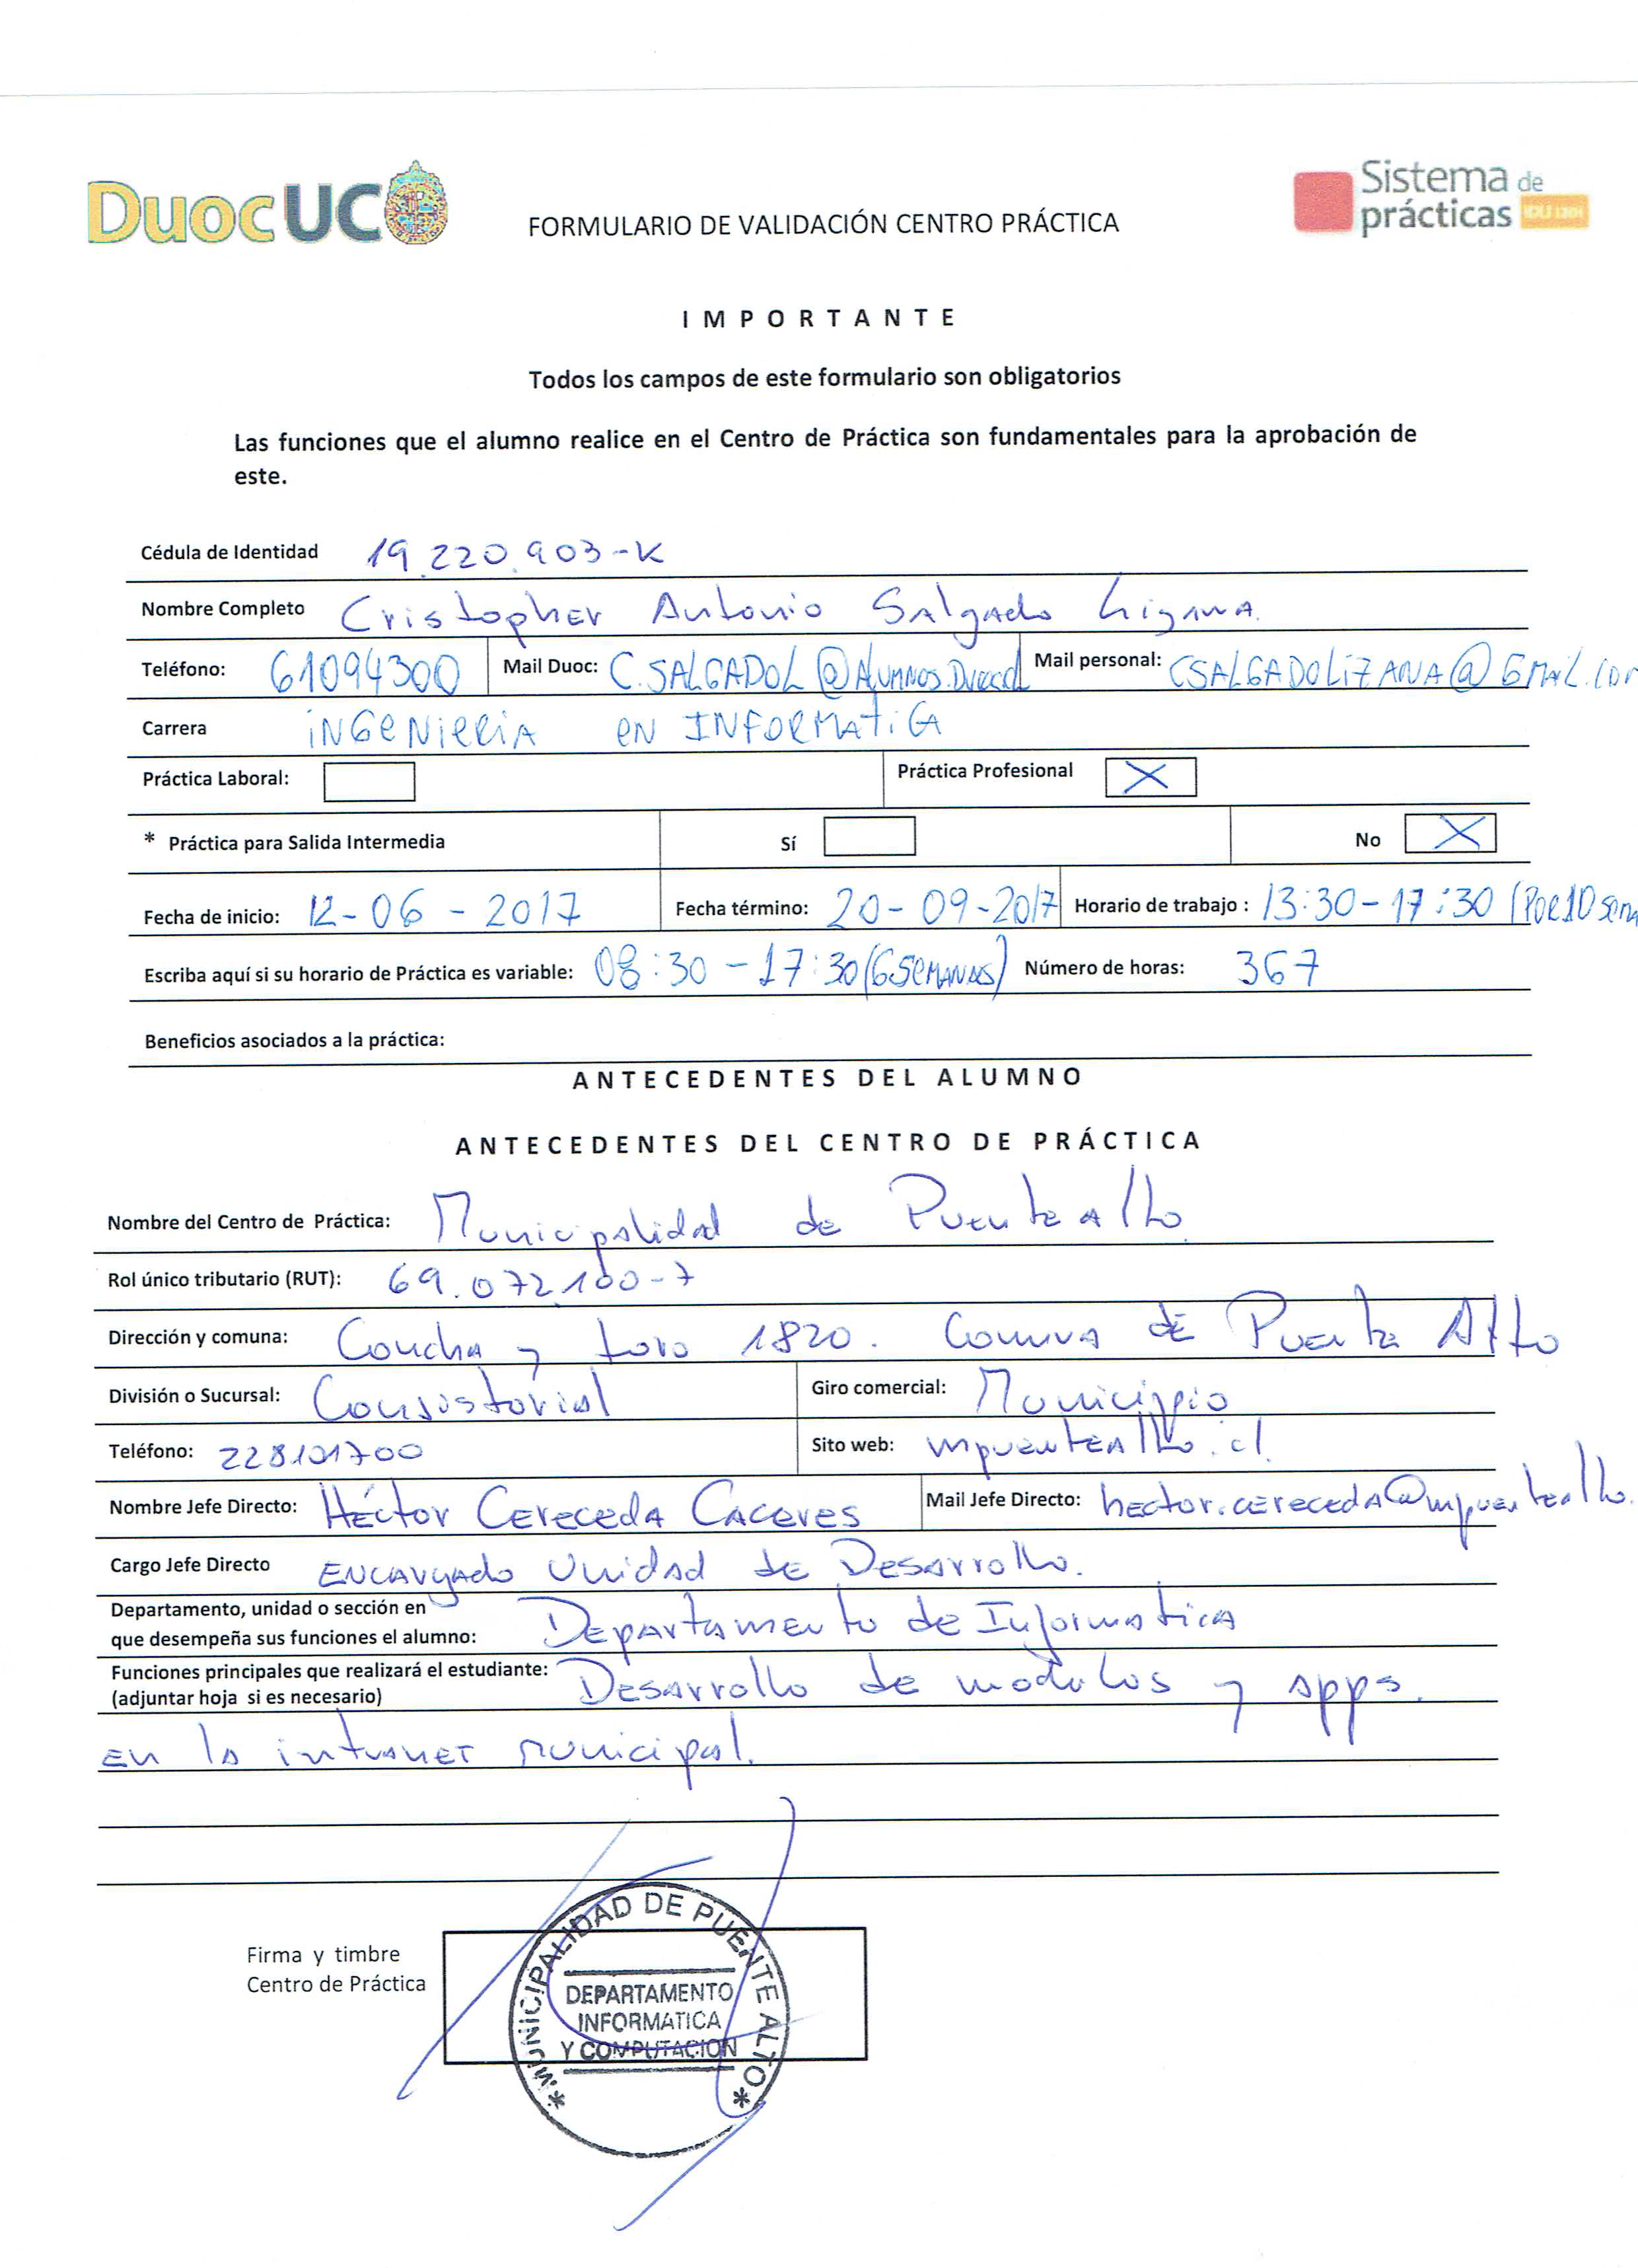 DuocUC
FORMULARIO DE VALIDACIÓN CENTRO PRÁCTICA
Sistema de
prácticas
IMPORTANTE
Todos los campos de este formulario son obligatorios
Las funciones que el alumno realice en el Centro de Práctica son fundamentales para la aprobación de
este.
Cédula de Identidad 19.220.903-K
Nombre Completo Cristopher Antonio Salgado Lizana.
Teléfono: 61094300 Mail Duoc: C.SALGADOL@ALUMNOS.Duoc.cl Mail personal: CSALGADOLIZANA@GMAIL.COM
Carrera INGENIERIA EN INFORMATICA
Práctica Laboral: Práctica Profesional X
* Práctica para Salida Intermedia Sí No X
Fecha de inicio: 12-06-2017 Fecha término: 20-09-2017 Horario de trabajo : 13:30-17:30 (POR 10 sema
Escriba aquí si su horario de Práctica es variable: 08:30-17:30 (6 SEMANAS) Número de horas: 367
Beneficios asociados a la práctica:
ANTECEDENTES DEL ALUMNO
ANTECEDENTES DEL CENTRO DE PRÁCTICA
Nombre del Centro de Práctica: Municipalidad de Puente Alto.
Rol único tributario (RUT): 69.072.100-7
Dirección y comuna: Concha y toro 1820. Comuna de Puente Alto
División o Sucursal: Consistorial Giro comercial: Municipio
Teléfono: 228101700 Sito web: mpuentealto.cl
Nombre Jefe Directo: Héctor Cereceda Caceres Mail Jefe Directo: hector.cereceda@mpuentealto.
Cargo Jefe Directo Encargado Unidad de Desarrollo.
Departamento, unidad o sección en
que desempeña sus funciones el alumno: Departamento de Informatica
Funciones principales que realizará el estudiante:
(adjuntar hoja si es necesario) Desarrollo de modulos y apps.
en la intranet municipal.
Firma y timbre
Centro de Práctica
*MUNICIPALIDAD DE PUENTE ALTO*
DEPARTAMENTO
INFORMATICA
Y COMPUTACION